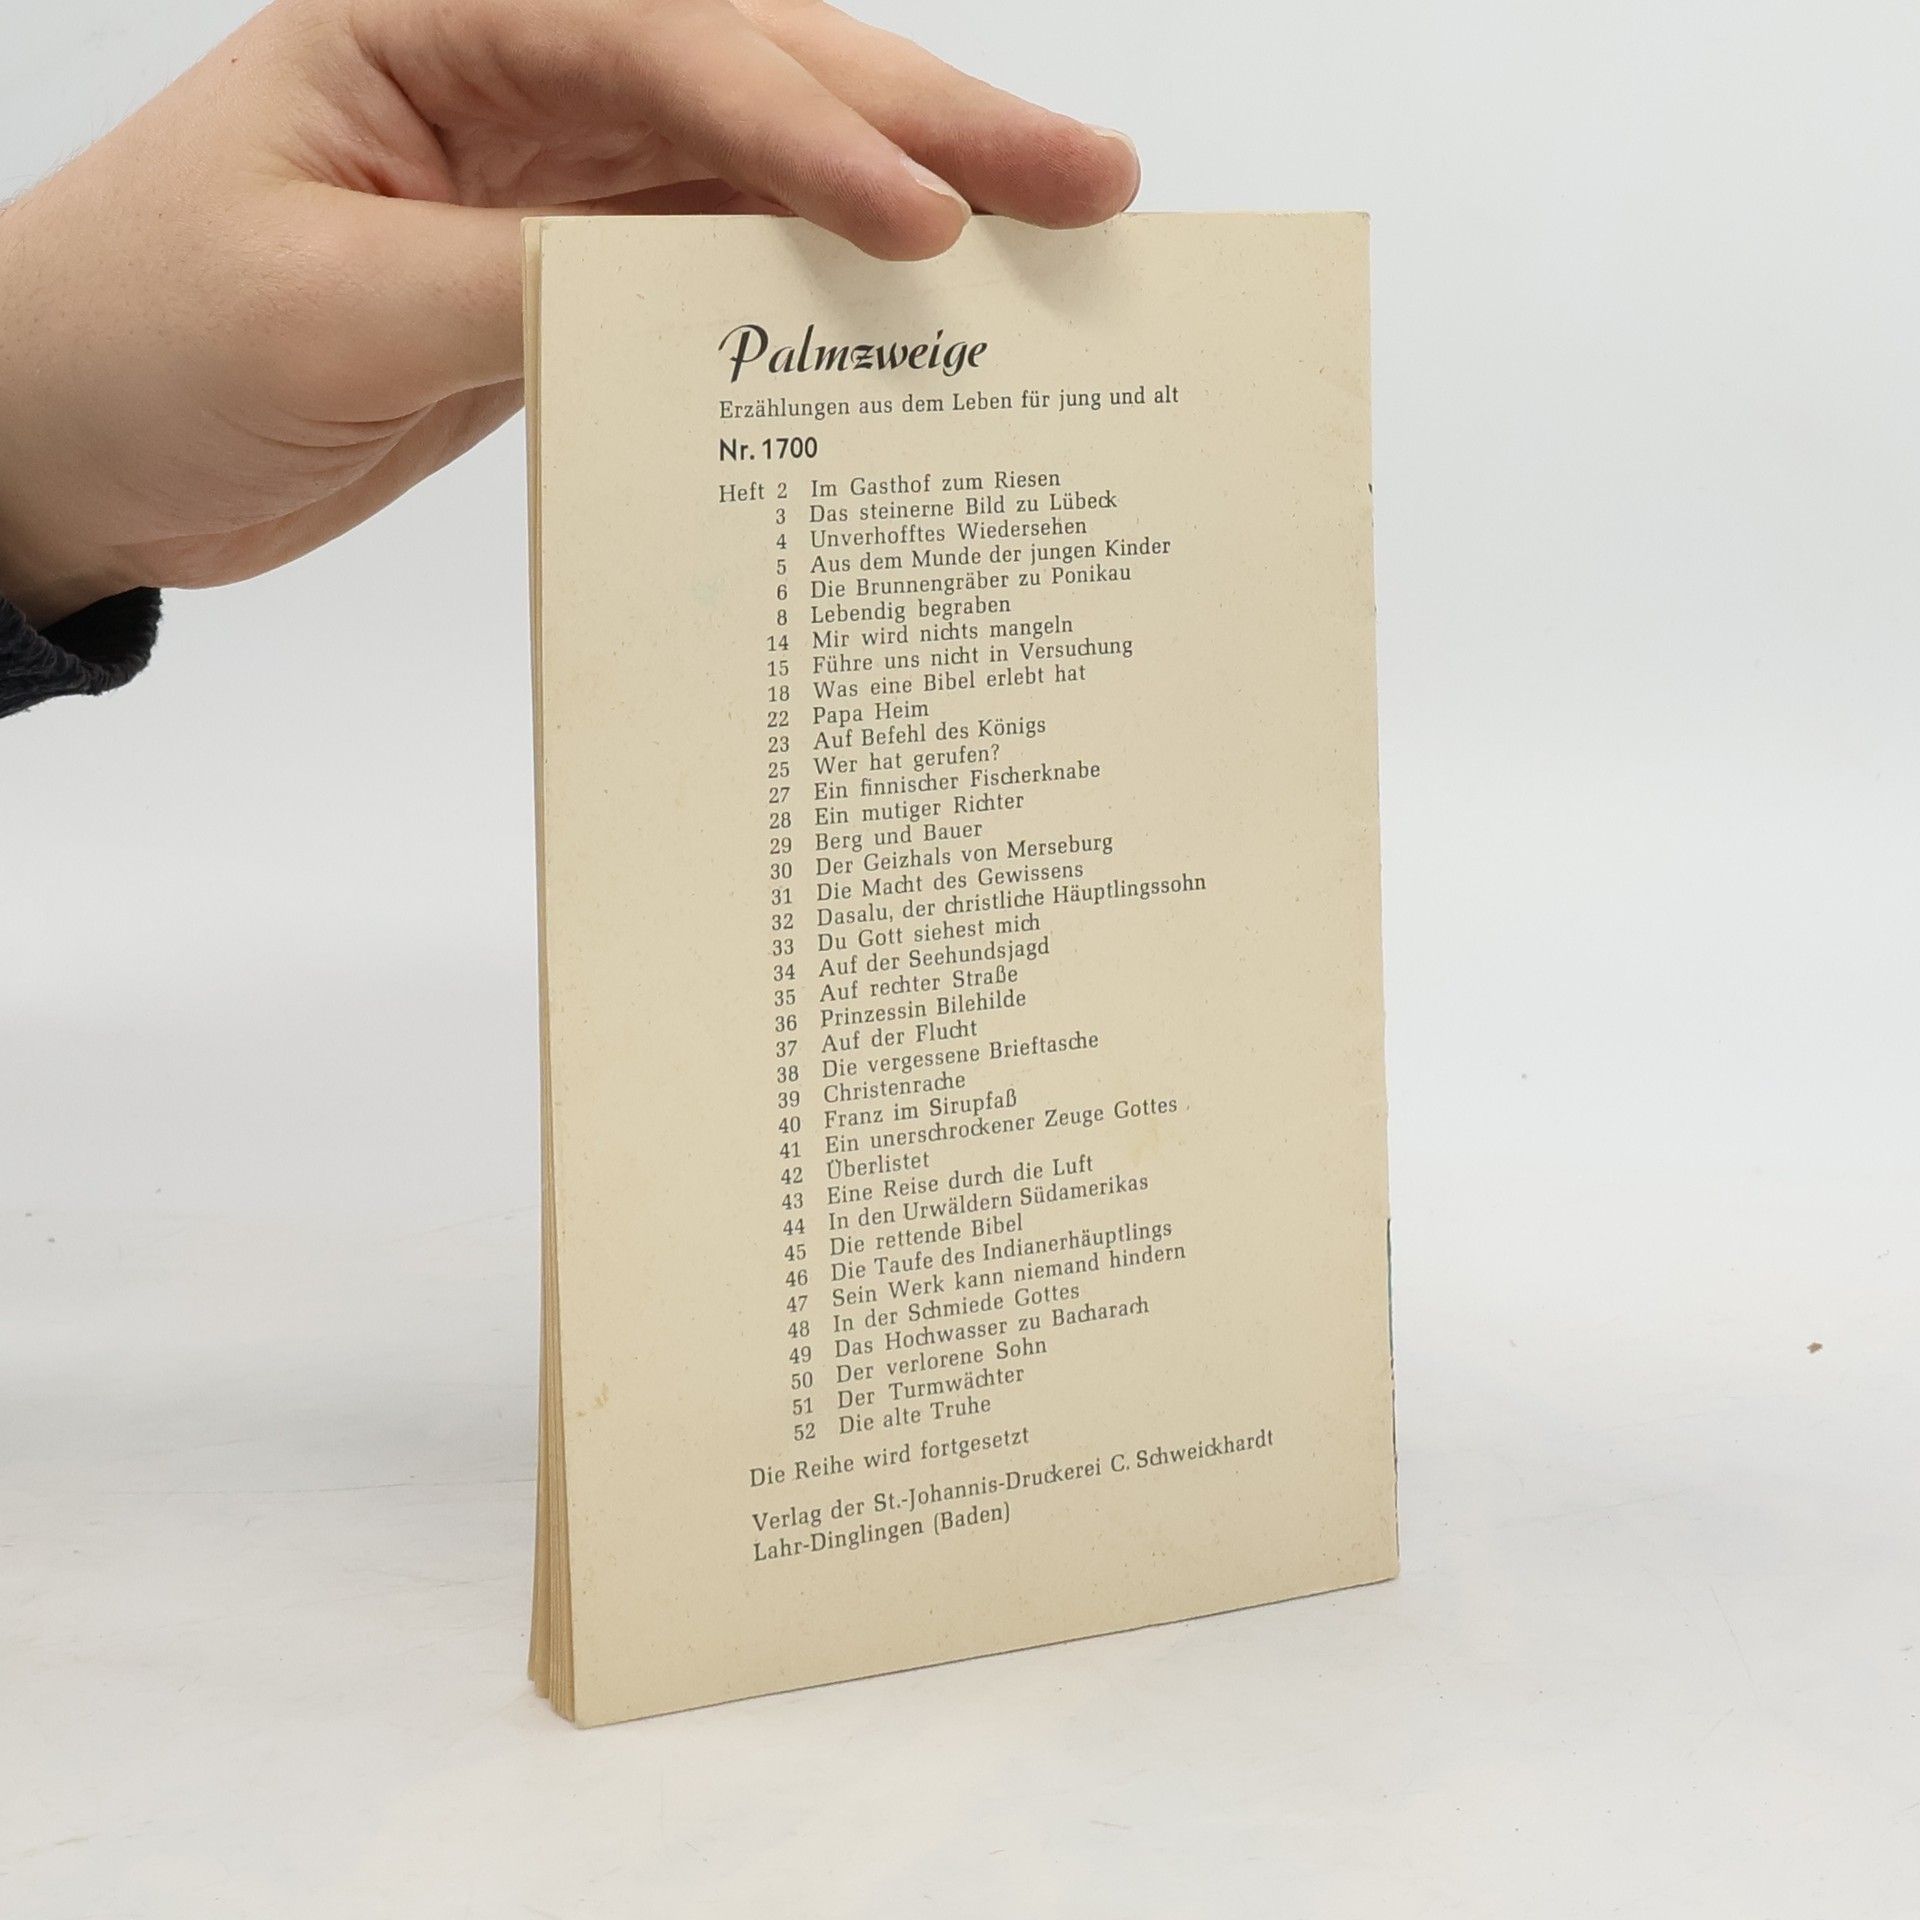 Palmzweige
Erzählungen aus dem Leben für jung und alt
Nr. 1700
Heft 2 Im Gasthof zum Riesen
3 Das steinerne Bild zu Lübeck
4 Unverhofftes Wiedersehen
5 Aus dem Munde der jungen Kinder
6 Die Brunnengräber zu Ponikau
8 Lebendig begraben
14 Mir wird nichts mangeln
15 Führe uns nicht in Versuchung
18 Was eine Bibel erlebt hat
22 Papa Heim
23 Auf Befehl des Königs
25 Wer hat gerufen?
27 Ein finnischer Fischerknabe
28 Ein mutiger Richter
29 Berg und Bauer
30 Der Geizhals von Merseburg
31 Die Macht des Gewissens
32 Dasalu, der christliche Häuptlingssohn
33 Du Gott siehest mich
34 Auf der Seehundsjagd
35 Auf rechter Straße
36 Prinzessin Bilehilde
37 Auf der Flucht
38 Die vergessene Brieftasche
39 Christenrache
40 Franz im Sirupfaß
41 Ein unerschrockener Zeuge Gottes
42 Überlistet
43 Eine Reise durch die Luft
44 In den Urwäldern Südamerikas
45 Die rettende Bibel
46 Die Taufe des Indianerhäuptlings
47 Sein Werk kann niemand hindern
48 In der Schmiede Gottes
49 Das Hochwasser zu Bacharach
50 Der verlorene Sohn
51 Der Turmwächter
52 Die alte Truhe
Die Reihe wird fortgesetzt
Verlag der St.-Johannis-Druckerei C. Schweickhardt
Lahr-Dinglingen (Baden)